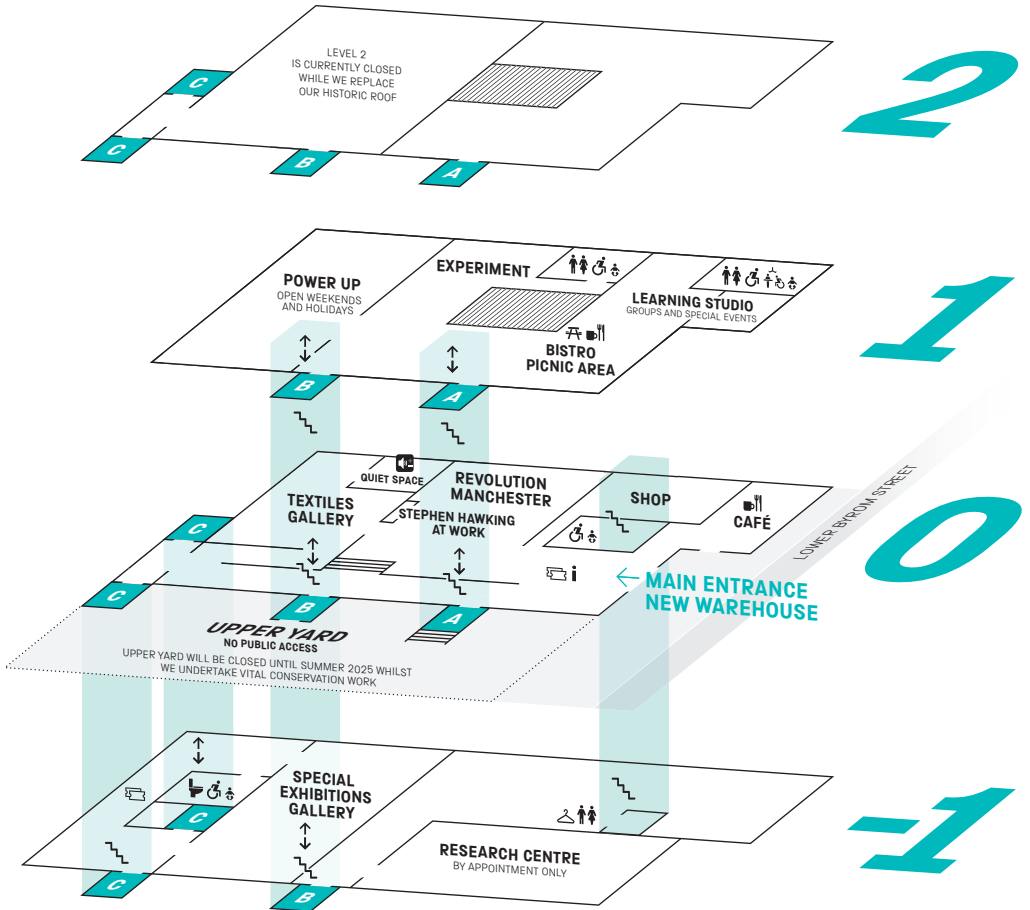 LEVEL 2
IS CURRENTLY CLOSED
WHILE WE REPLACE
OUR HISTORIC ROOF
C
C
B
A
2
POWER UP
OPEN WEEKENDS
AND HOLIDAYS
EXPERIMENT
LEARNING STUDIO
GROUPS AND SPECIAL EVENTS
BISTRO
PICNIC AREA
B
A
1
QUIET SPACE
REVOLUTION
MANCHESTER
TEXTILES
GALLERY
STEPHEN HAWKING
AT WORK
SHOP
CAFÉ
LOWER BYROM STREET
C
C
B
A
i
MAIN ENTRANCE
NEW WAREHOUSE
0
UPPER YARD
NO PUBLIC ACCESS
UPPER YARD WILL BE CLOSED UNTIL SUMMER 2025 WHILST
WE UNDERTAKE VITAL CONSERVATION WORK
SPECIAL
EXHIBITIONS
GALLERY
C
RESEARCH CENTRE
BY APPOINTMENT ONLY
C
B
-1